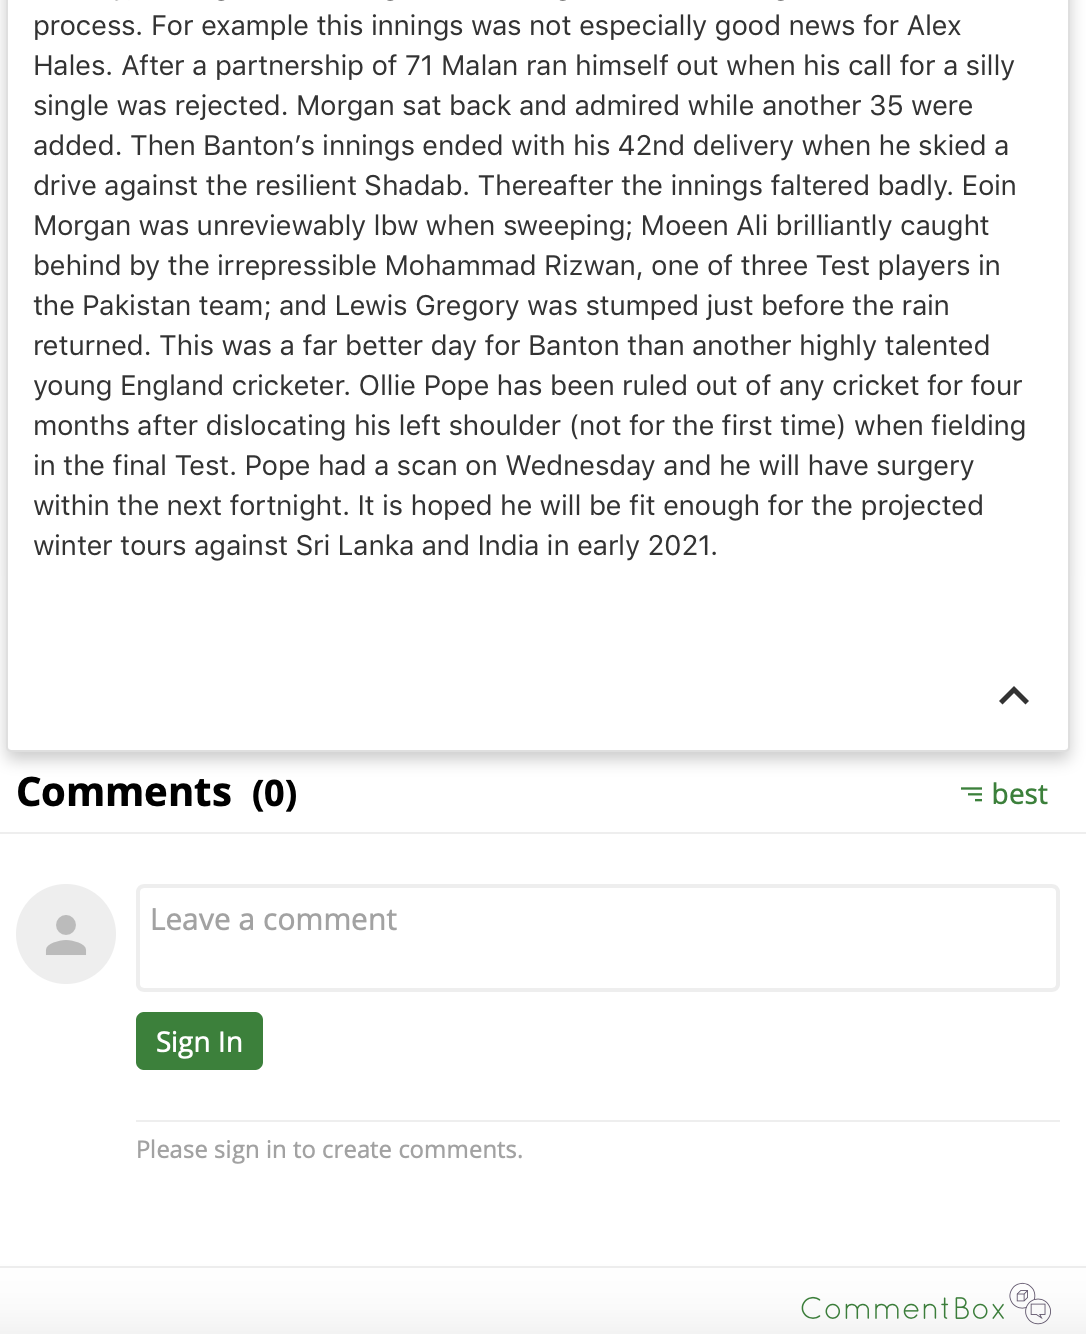 process. For example this innings was not especially good news for Alex
Hales. After a partnership of 71 Malan ran himself out when his call for a silly
single was rejected. Morgan sat back and admired while another 35 were
added. Then Banton’s innings ended with his 42nd delivery when he skied a
drive against the resilient Shadab. Thereafter the innings faltered badly. Eoin
Morgan was unreviewably lbw when sweeping; Moeen Ali brilliantly caught
behind by the irrepressible Mohammad Rizwan, one of three Test players in
the Pakistan team; and Lewis Gregory was stumped just before the rain
returned. This was a far better day for Banton than another highly talented
young England cricketer. Ollie Pope has been ruled out of any cricket for four
months after dislocating his left shoulder (not for the first time) when fielding
in the final Test. Pope had a scan on Wednesday and he will have surgery
within the next fortnight. It is hoped he will be fit enough for the projected
winter tours against Sri Lanka and India in early 2021.
Comments (0)
best
Leave a comment
Sign In
Please sign in to create comments.
CommentBox